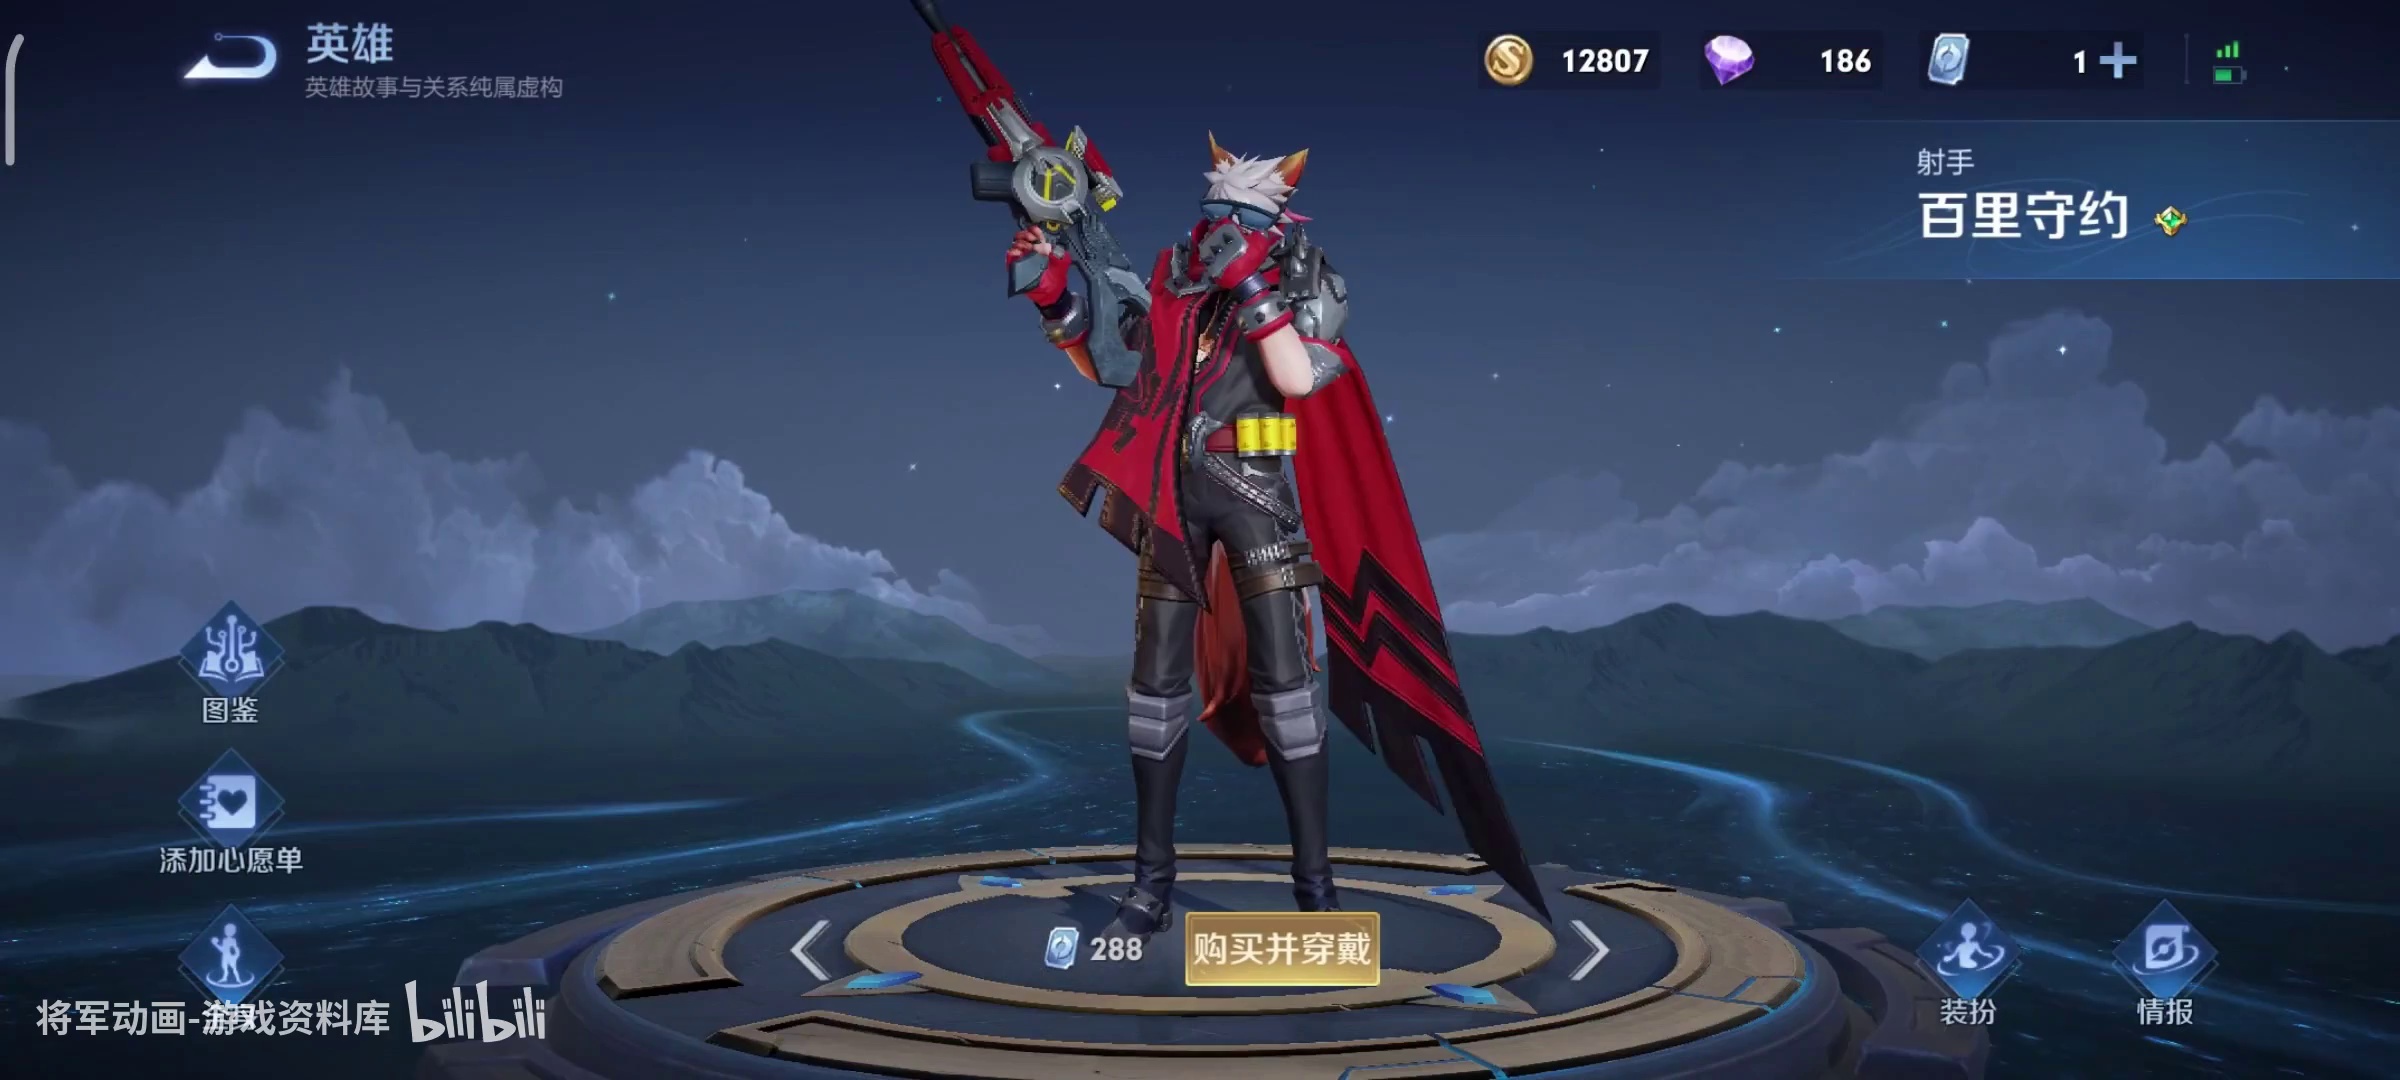 英雄
英雄故事与关系纯属虚构
12807
186
1
射手
百里守约
图鉴
添加心愿单
288
购买并穿戴
装扮
情报
将军动画-游戏资料库 bilibili